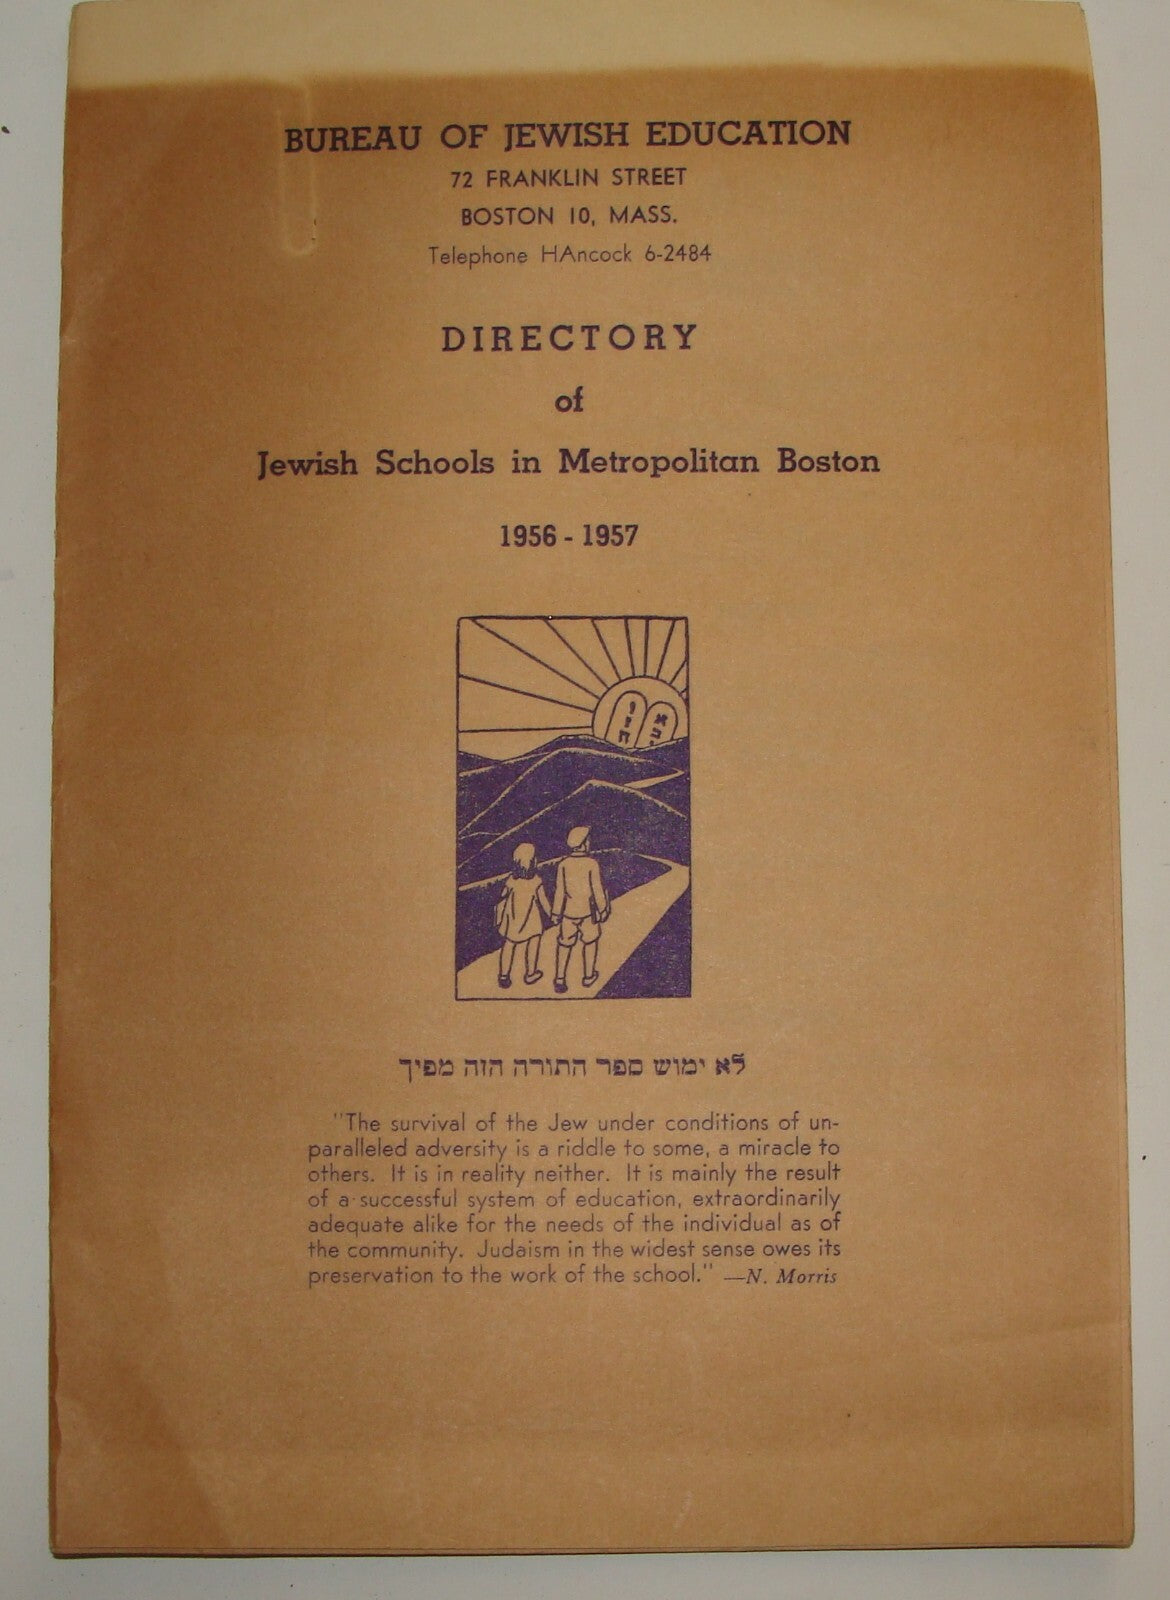 BUREAU OF JEWISH EDUCATION
72 FRANKLIN STREET
BOSTON 10, MASS.
Telephone HAncock 6-2484
DIRECTORY
of
Jewish Schools in Metropolitan Boston
1956 - 1957
לא ימוש ספר התורה הזה מפיך
"The survival of the Jew under conditions of un-
paralleled adversity is a riddle to some, a miracle to
others. It is in reality neither. It is mainly the result
of a successful system of education, extraordinarily
adequate alike for the needs of the individual as of
the community. Judaism in the widest sense owes its
preservation to the work of the school." —N. Morris